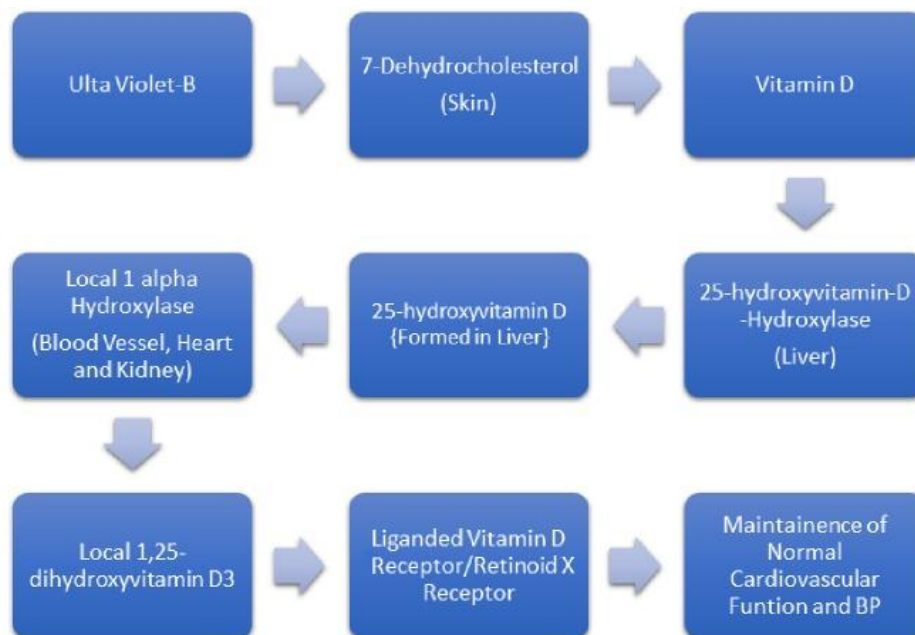 Ulta Violet-B
7-Dehydrocholesterol
(Skin)
Vitamin D
25-hydroxyvitamin-D
-Hydroxylase
(Liver)
25-hydroxyvitamin D
{Formed in Liver}
Local 1 alpha
Hydroxylase
(Blood Vessel, Heart
and Kidney)
Local 1,25-
dihydroxyvitamin D3
Liganded Vitamin D
Receptor/Retinoid X
Receptor
Maintainence of
Normal
Cardiovascular
Funtion and BP